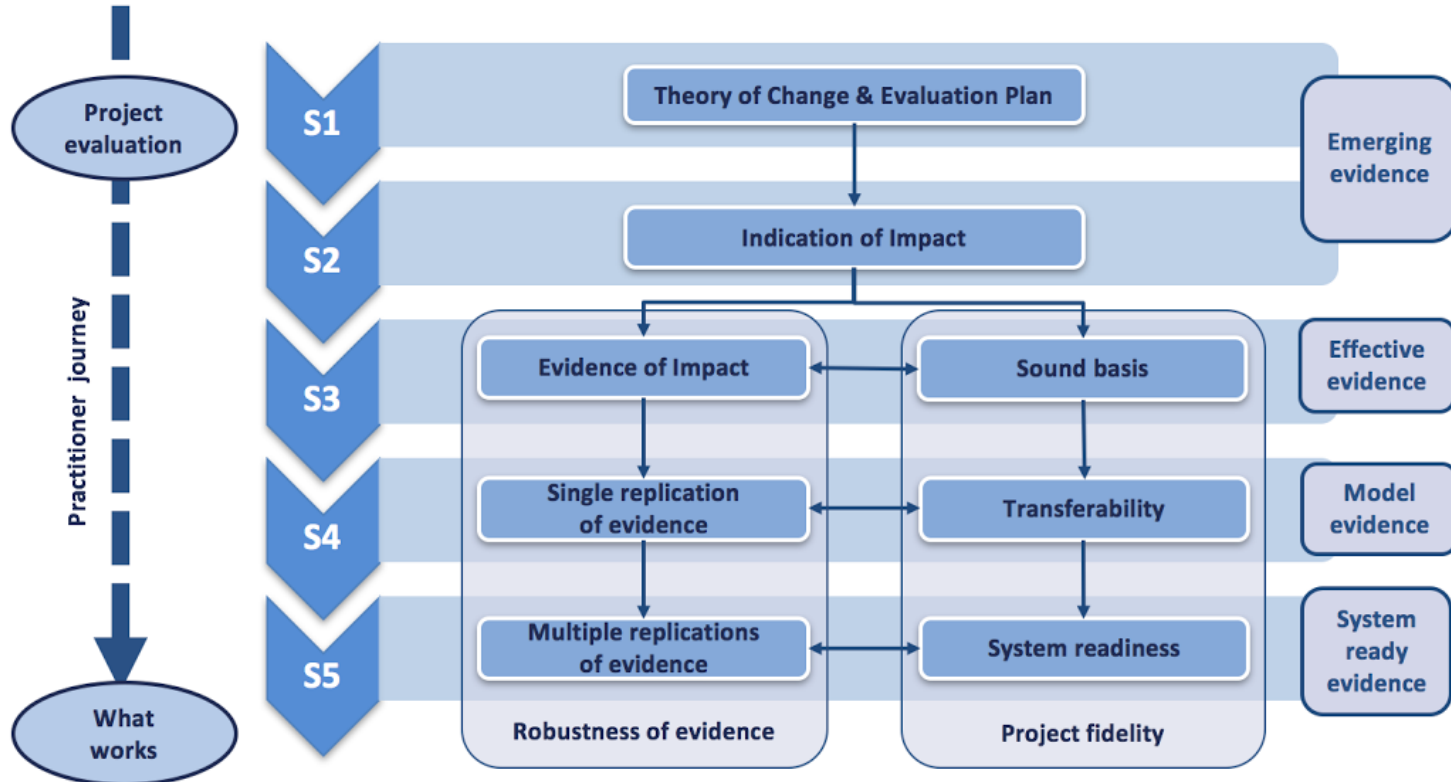 Project
evaluation
Practitioner journey
What
works
S1
Theory of Change & Evaluation Plan
Emerging
evidence
S2
Indication of Impact
S3
Evidence of Impact
Sound basis
Effective
evidence
S4
Single replication
of evidence
Transferability
Model
evidence
S5
Multiple replications
of evidence
System readiness
System
ready
evidence
Robustness of evidence
Project fidelity